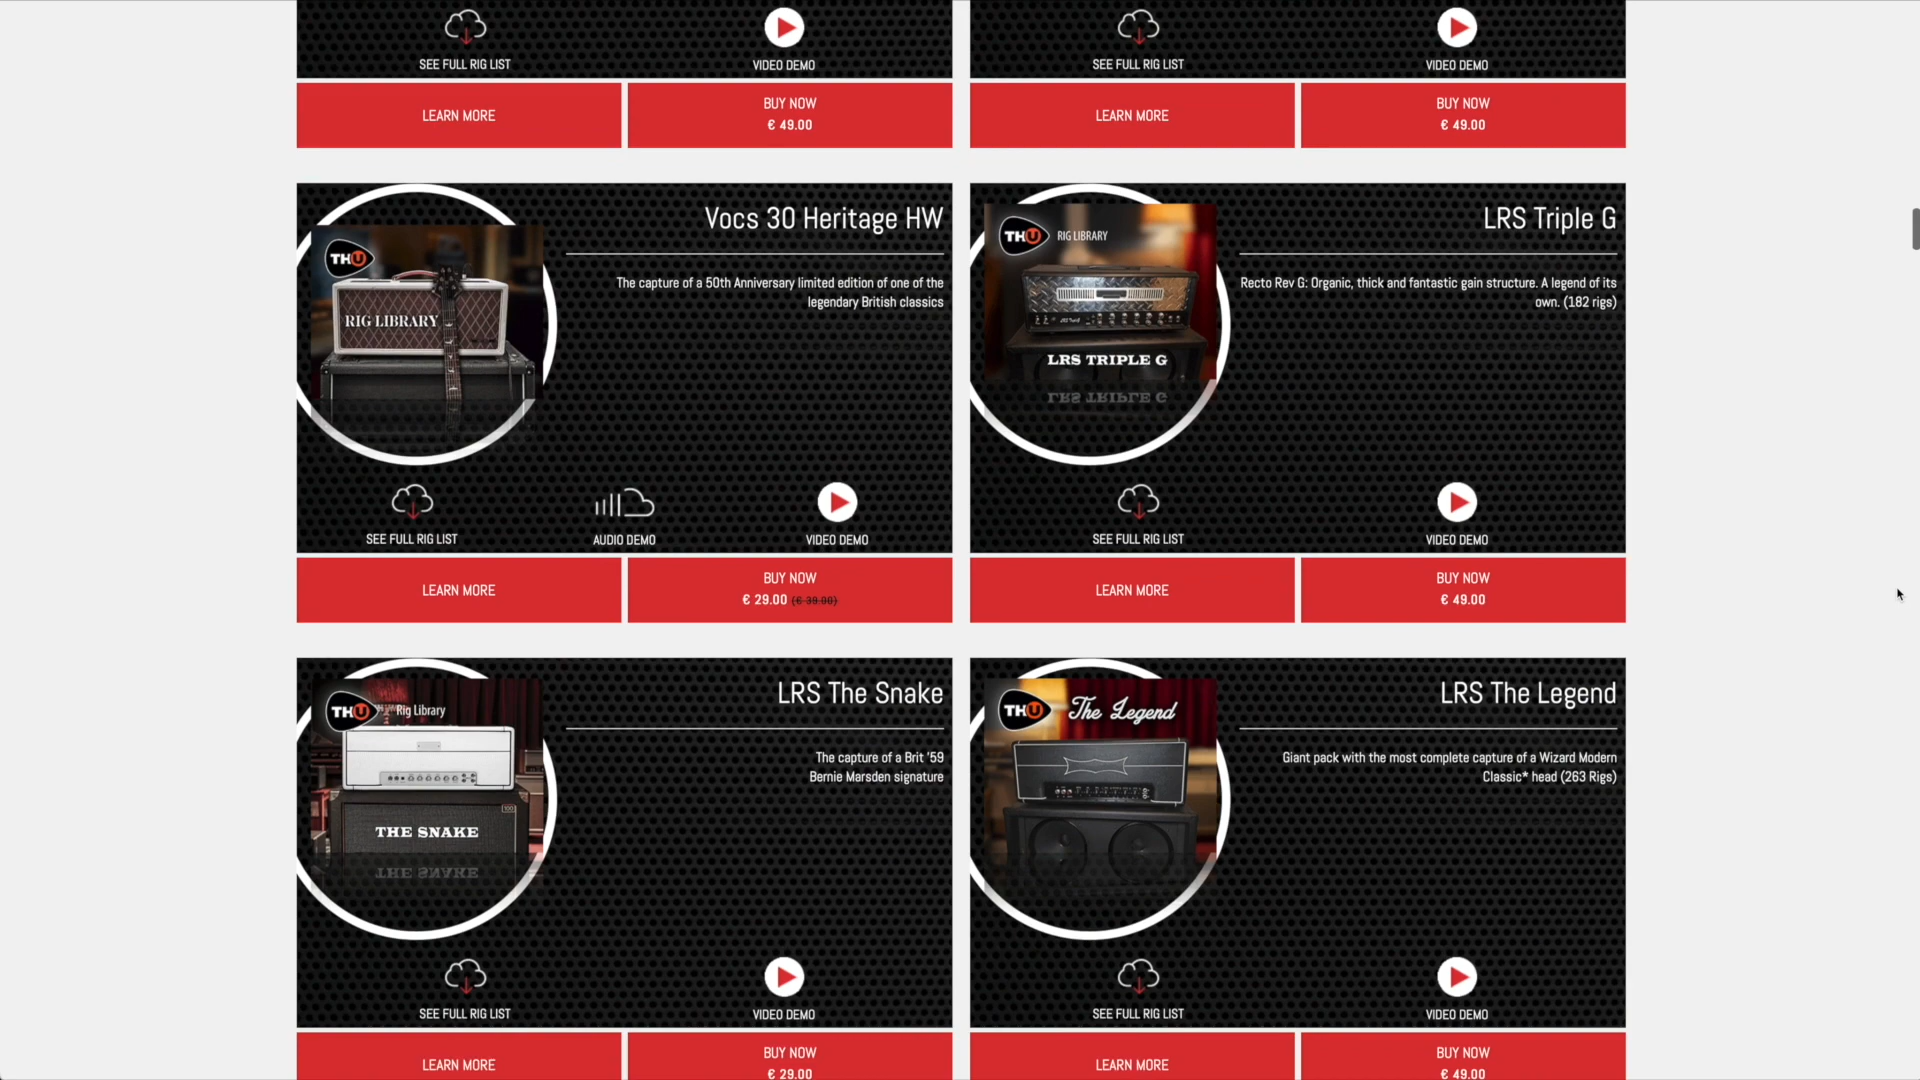 SEE FULL RIG LIST
VIDEO DEMO
SEE FULL RIG LIST
VIDEO DEMO
LEARN MORE
BUY NOW
€ 49.00
LEARN MORE
BUY NOW
€ 49.00
Vocs 30 Heritage HW
The capture of a 50th Anniversary limited edition of one of the
legendary British classics
THU
RIG LIBRARY
SEE FULL RIG LIST
AUDIO DEMO
VIDEO DEMO
LEARN MORE
BUY NOW
€ 29.00 (€ 39.00)
LRS Triple G
Recto Rev G: Organic, thick and fantastic gain structure. A legend of its
own. (182 rigs)
THU RIG LIBRARY
LRS TRIPLE G
LRS TRIPLE G
SEE FULL RIG LIST
VIDEO DEMO
LEARN MORE
BUY NOW
€ 49.00
LRS The Snake
The capture of a Brit '59
Bernie Marsden signature
THU Rig Library
100
THE SNAKE
THE SNAKE
SEE FULL RIG LIST
VIDEO DEMO
LEARN MORE
BUY NOW
€ 29.00
LRS The Legend
Giant pack with the most complete capture of a Wizard Modern
Classic* head (263 Rigs)
THU The Legend
SEE FULL RIG LIST
VIDEO DEMO
LEARN MORE
BUY NOW
€ 49.00